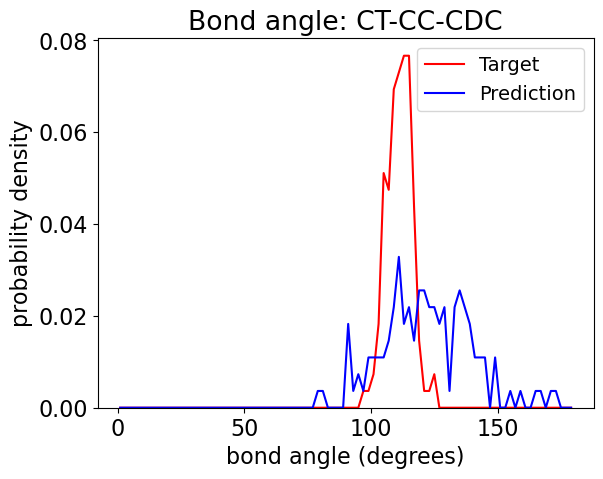 Bond angle: CT-CC-CDC
Target
Prediction
probability density
0.08
0.06
0.04
0.02
0.00
0 50 100 150
bond angle (degrees)